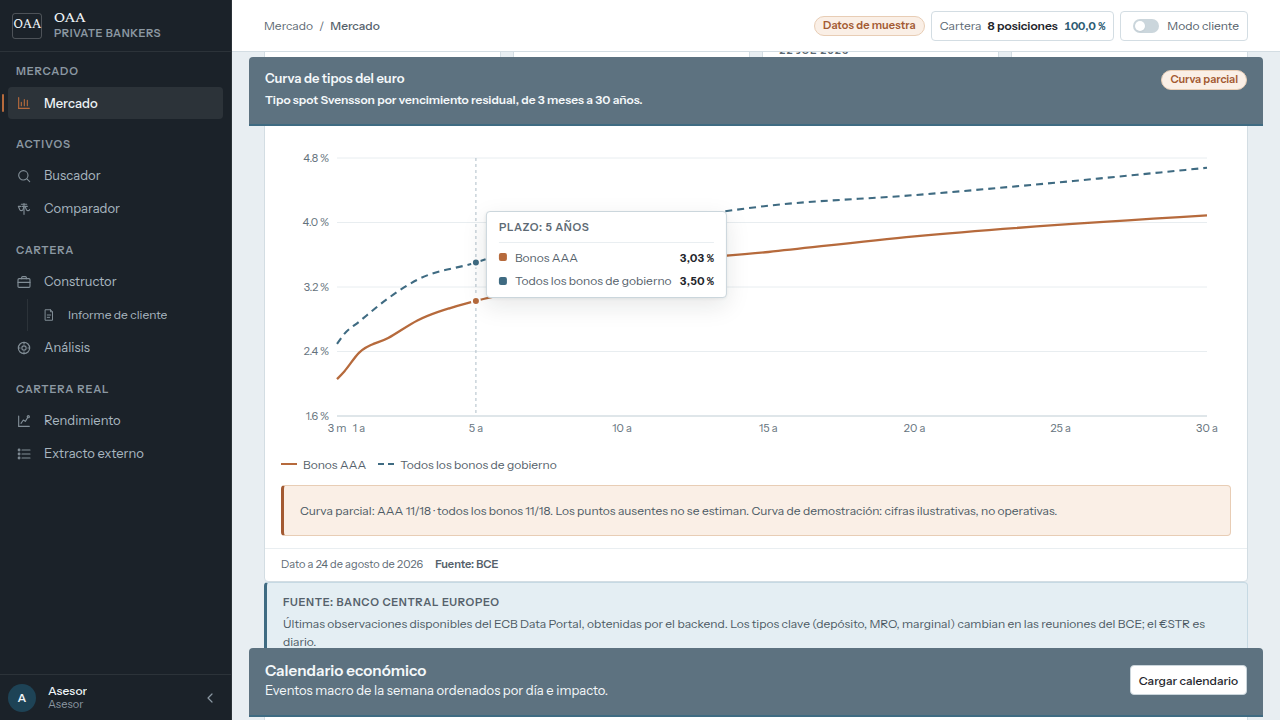 OAA
OAA
PRIVATE BANKERS
MERCADO
Mercado
ACTIVOS
Buscador
Comparador
CARTERA
Constructor
Informe de cliente
Análisis
CARTERA REAL
Rendimiento
Extracto externo
A
Asesor
Asesor
Mercado / Mercado
Datos de muestra
Cartera 8 posiciones 100,0 %
Modo cliente
Curva de tipos del euro
Tipo spot Svensson por vencimiento residual, de 3 meses a 30 años.
Curva parcial
4.8 %
4.0 %
3.2 %
2.4 %
1.6 %
3 m 1 a 5 a 10 a 15 a 20 a 25 a 30 a
PLAZO: 5 AÑOS
Bonos AAA 3,03 %
Todos los bonos de gobierno 3,50 %
Bonos AAA Todos los bonos de gobierno
Curva parcial: AAA 11/18 · todos los bonos 11/18. Los puntos ausentes no se estiman. Curva de demostración: cifras ilustrativas, no operativas.
Dato a 24 de agosto de 2026 Fuente: BCE
FUENTE: BANCO CENTRAL EUROPEO
Últimas observaciones disponibles del ECB Data Portal, obtenidas por el backend. Los tipos clave (depósito, MRO, marginal) cambian en las reuniones del BCE; el €STR es
diario.
Calendario económico
Eventos macro de la semana ordenados por día e impacto.
Cargar calendario